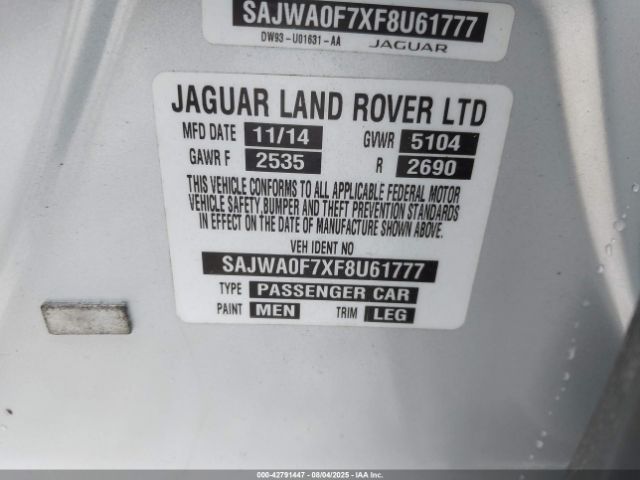 SAJWA0F7XF8U61777
DW93-U01631-AA JAGUAR
JAGUAR LAND ROVER LTD
MFD DATE 11/14 GVWR 5104
GAWR F 2535 R 2690
THIS VEHICLE CONFORMS TO ALL APPLICABLE FEDERAL MOTOR
VEHICLE SAFETY, BUMPER AND THEFT PREVENTION STANDARDS
IN EFFECT ON THE DATE OF MANUFACTURE SHOWN ABOVE.
VEH IDENT NO
SAJWA0F7XF8U61777
TYPE PASSENGER CAR
PAINT MEN TRIM LEG
000-42791447 - 08/04/2025 - IAA Inc.